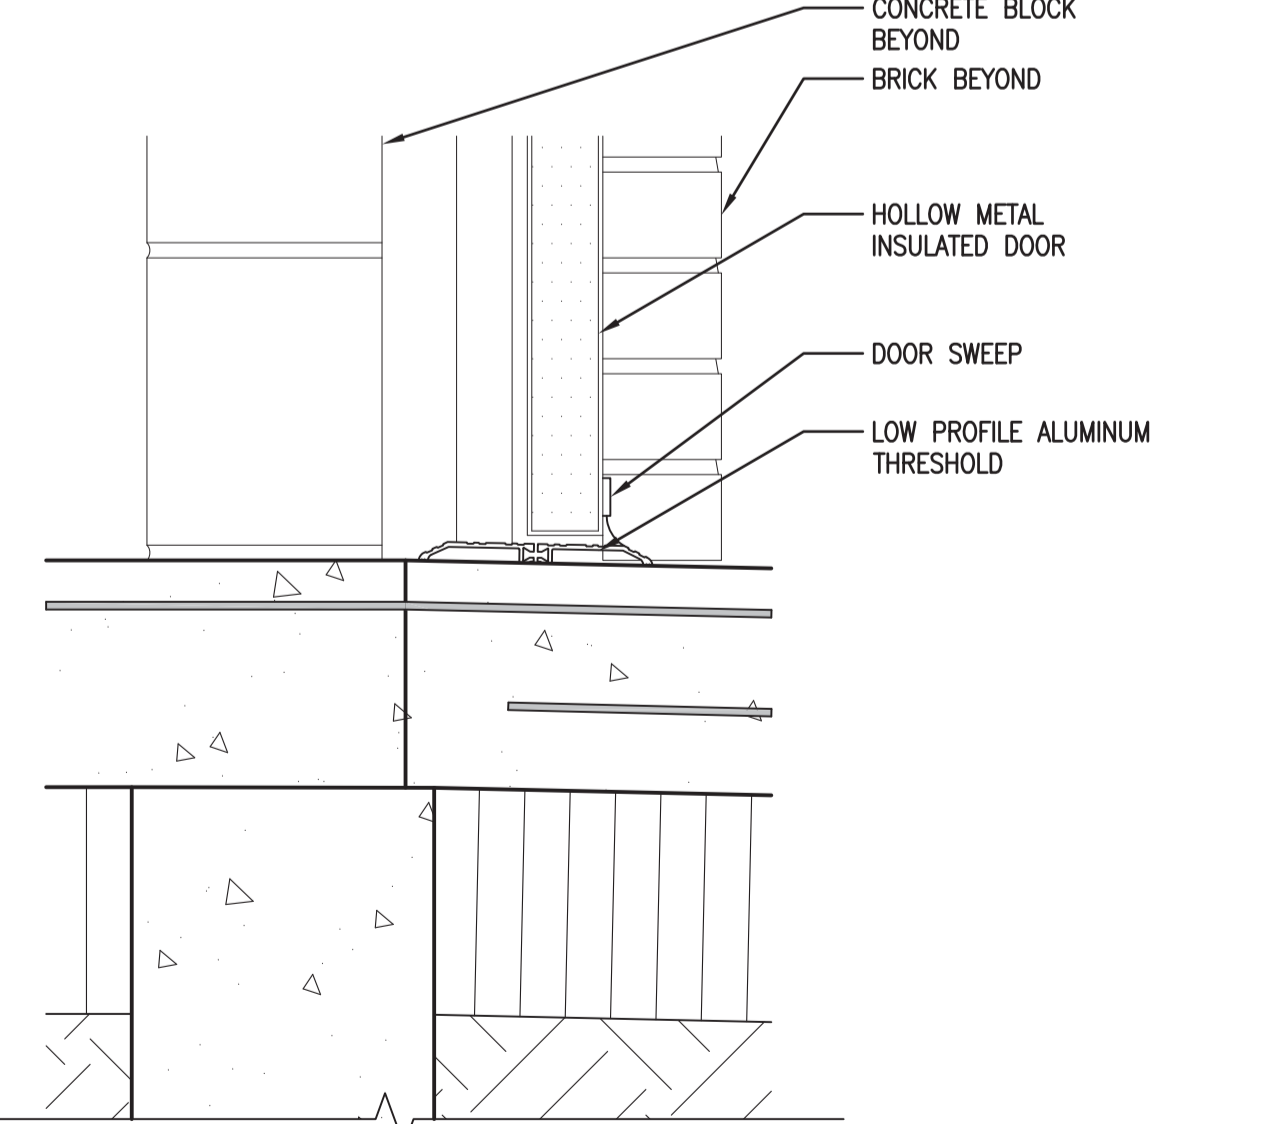 CONCRETE BLOCK
BEYOND
BRICK BEYOND
HOLLOW METAL
INSULATED DOOR
DOOR SWEEP
LOW PROFILE ALUMINUM
THRESHOLD